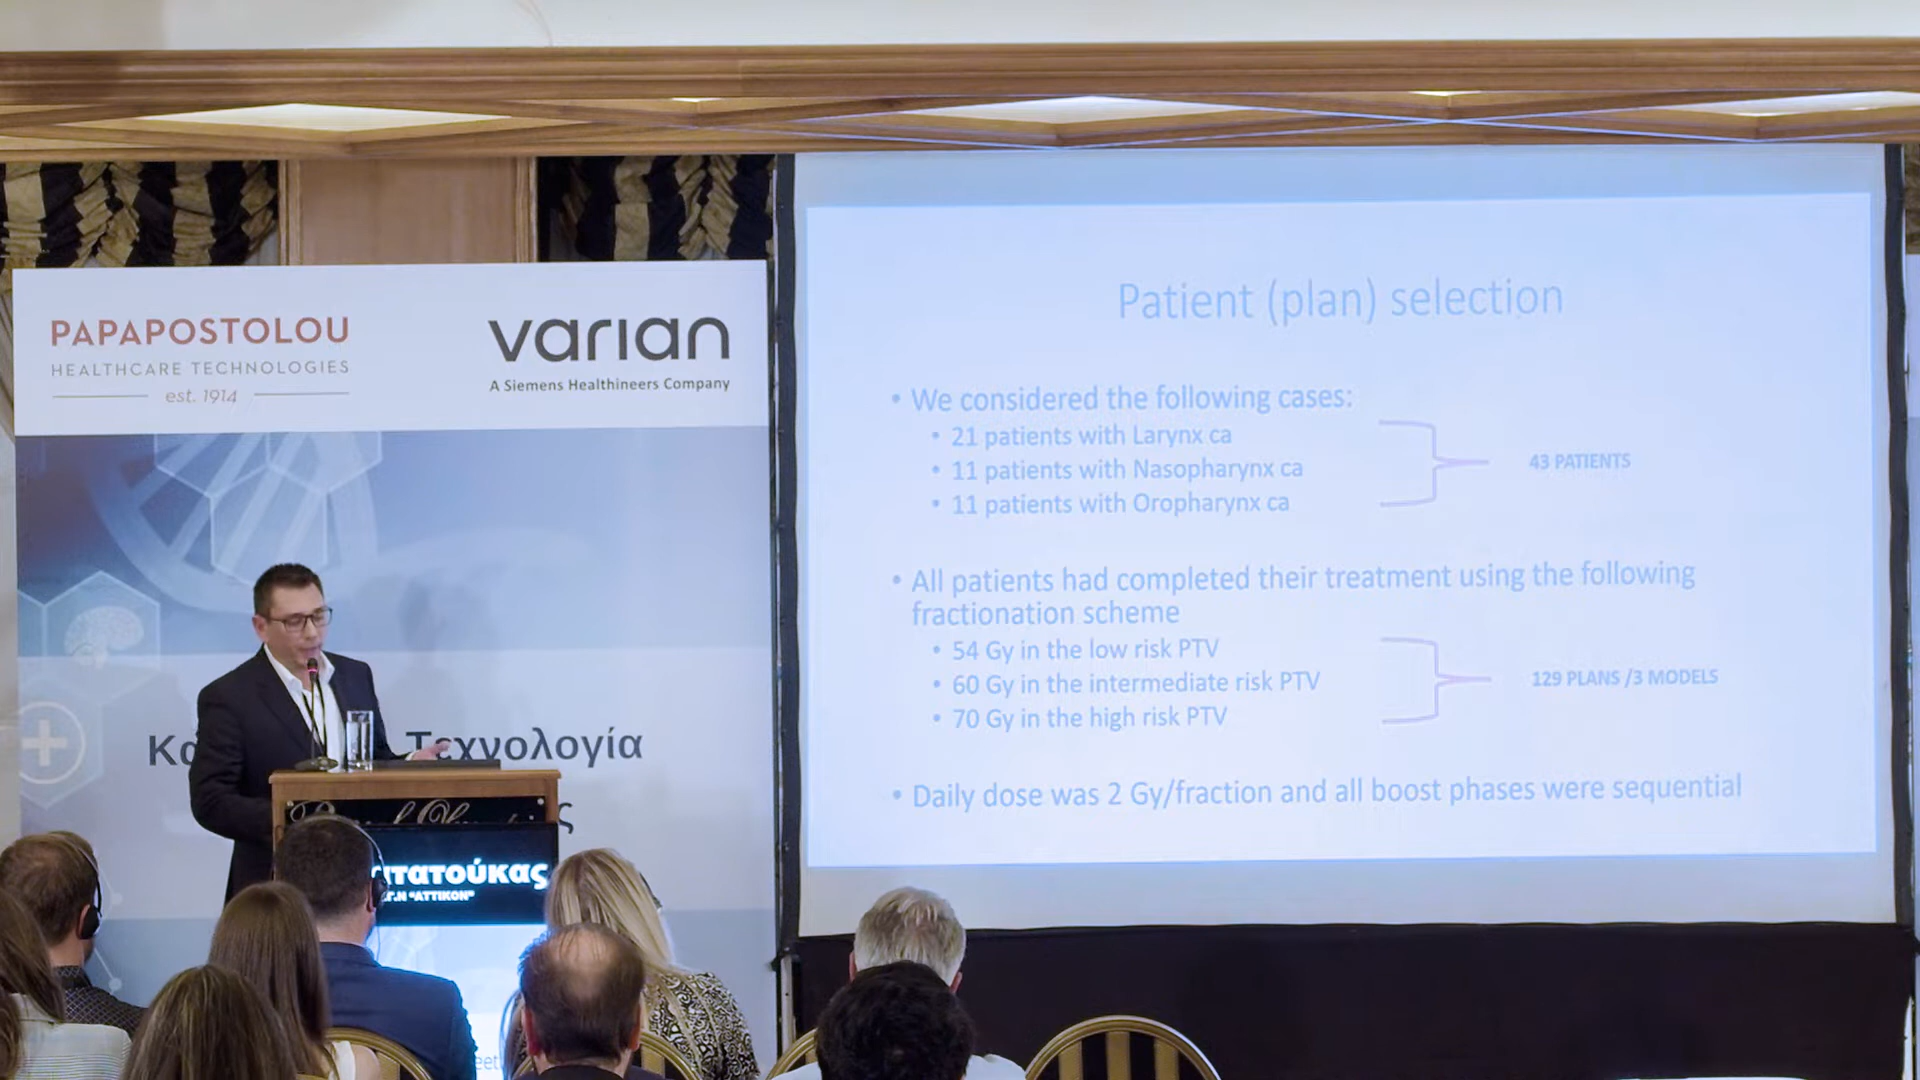 PAPAPOSTOLOU
HEALTHCARE TECHNOLOGIES
est. 1914
varian
A Siemens Healthineers Company
Τεχνολογία
Patient (plan) selection
• We considered the following cases:
• 21 patients with Larynx ca
• 11 patients with Nasopharynx ca
• 11 patients with Oropharynx ca
43 PATIENTS
• All patients had completed their treatment using the following
fractionation scheme
• 54 Gy in the low risk PTV
• 60 Gy in the intermediate risk PTV
• 70 Gy in the high risk PTV
129 PLANS /3 MODELS
• Daily dose was 2 Gy/fraction and all boost phases were sequential
"ΑΤΤΙΚΟΝ"